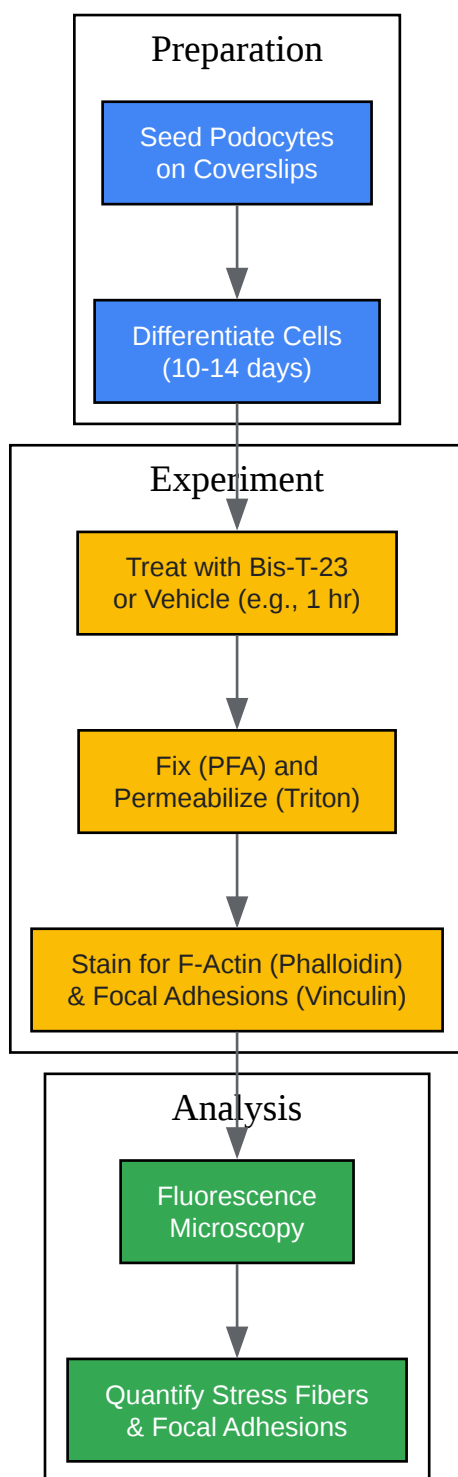 Preparation
Seed Podocytes
on Coverslips
Differentiate Cells
(10-14 days)
Experiment
Treat with Bis-T-23
or Vehicle (e.g., 1 hr)
Fix (PFA) and
Permeabilize (Triton)
Stain for F-Actin (Phalloidin)
& Focal Adhesions (Vinculin)
Analysis
Fluorescence
Microscopy
Quantify Stress Fibers
& Focal Adhesions